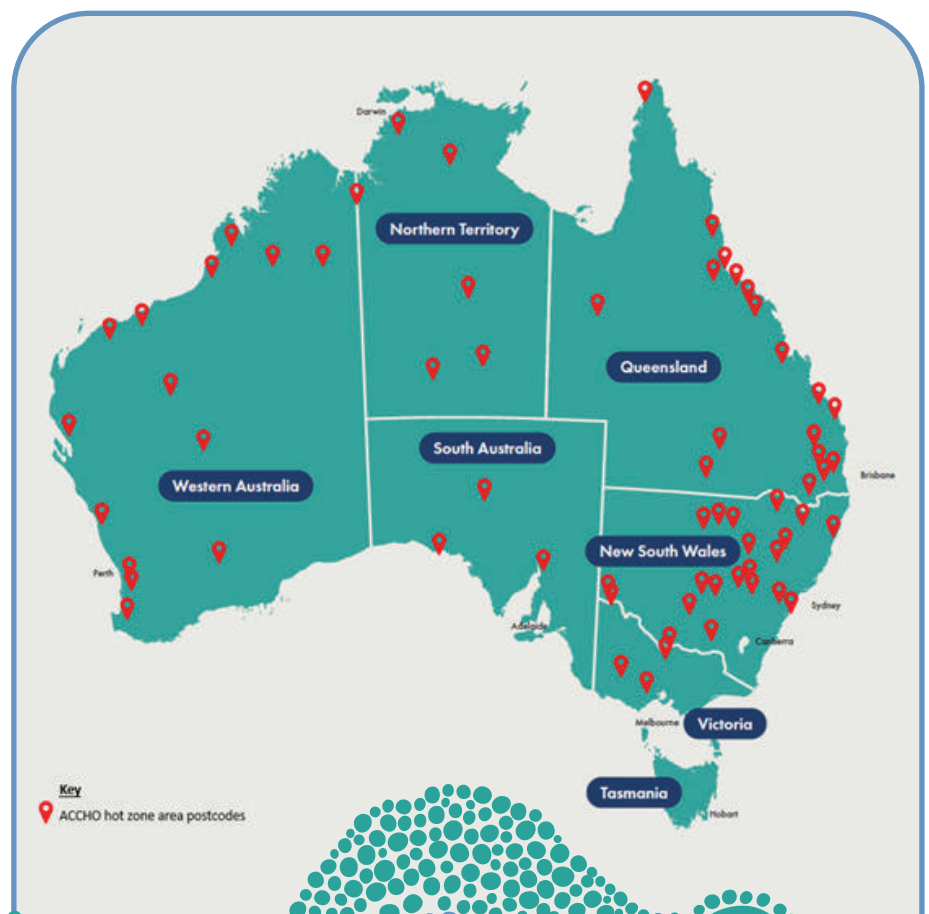 Darwin
Northern Territory
Queensland
South Australia
Western Australia
Brisbane
New South Wales
Perth
Sydney
Adelaide
Canberra
Melbourne
Victoria
Tasmania
Hobart
Key
ACCHO hot zone area postcodes